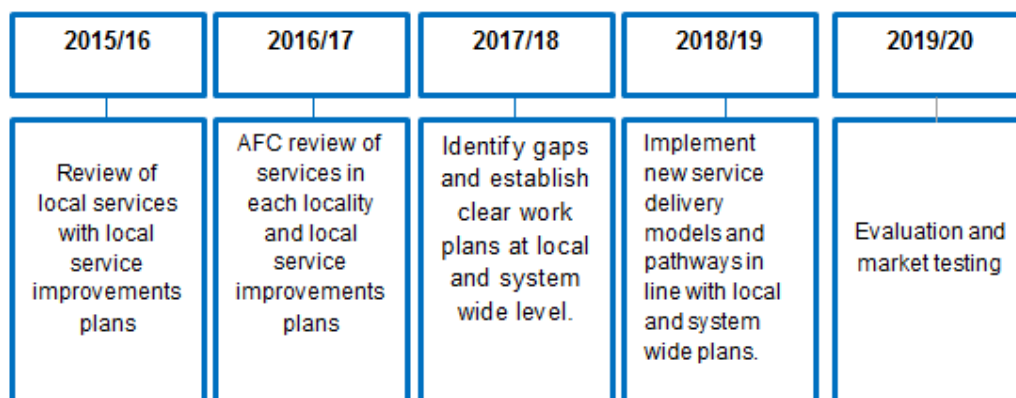 2015/16
2016/17
2017/18
2018/19
2019/20
Review of
local services
with local
service
improvements
plans
AFC review of
services in
each locality
and local
service
improvements
plans
Identify gaps
and establish
clear work
plans at local
and system
wide level.
Implement
new service
delivery
models and
pathways in
line with local
and system
wide plans.
Evaluation and
market testing